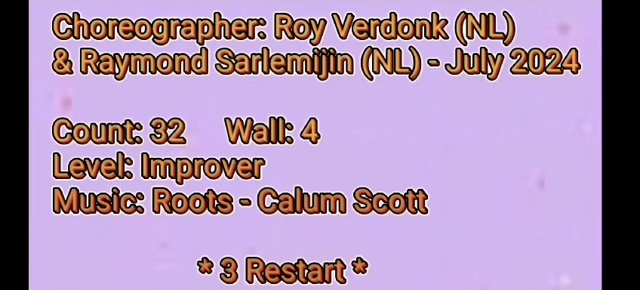 Choreographer: Roy Verdonk (NL)
& Raymond Sarlemijin (NL) - July 2024
Count: 32 Wall: 4
Level: Improver
Music: Roots - Calum Scott
* 3 Restart *